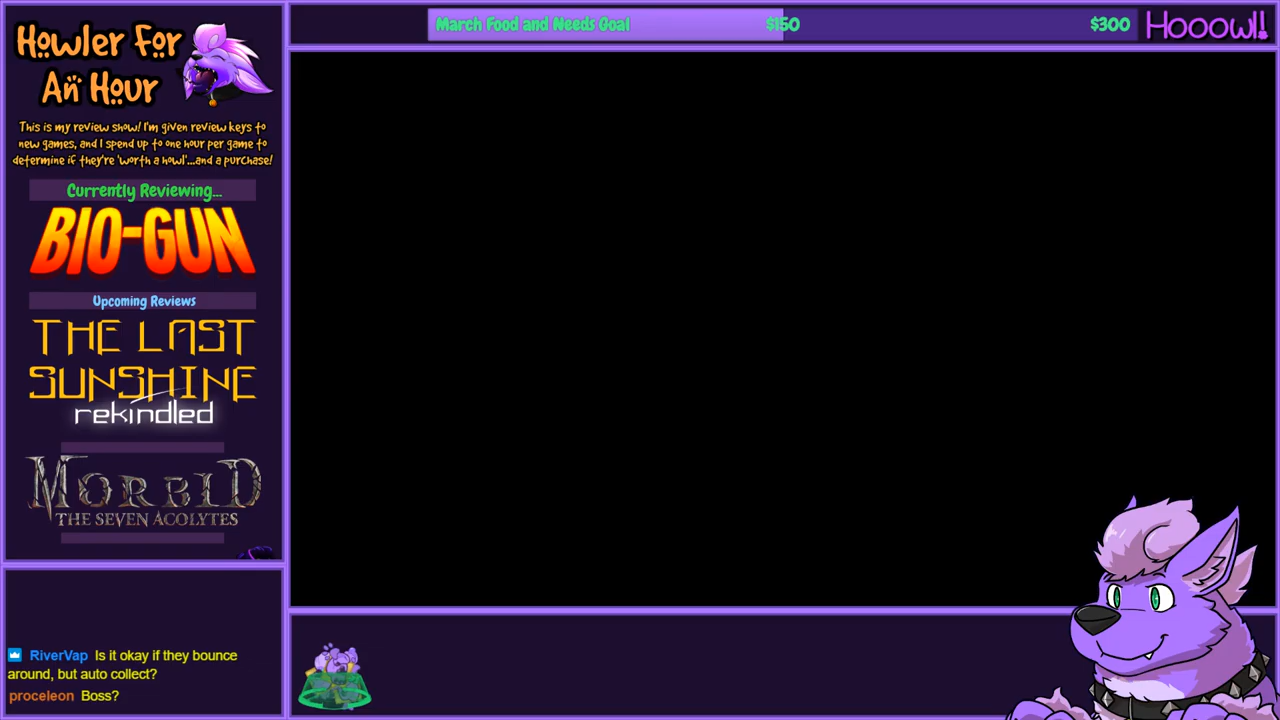 Howler For
An Hour
This is my review show! I'm given review keys to
new games, and I spend up to one hour per game to
determine if they're 'worth a howl'...and a purchase!
Currently Reviewing...
BIO-GUN
Upcoming Reviews
THE LAST
SUNSHINE
rekindled
MORBID
THE SEVEN ACOLYTES
RiverVap Is it okay if they bounce
around, but auto collect?
proceleon Boss?
March Food and Needs Goal $150 $300 Hooowl!!